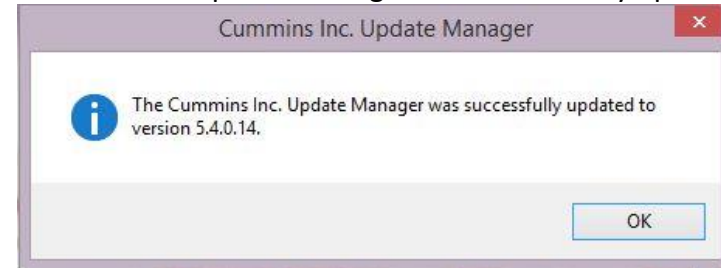 Cummins Inc. Update Manager
The Cummins Inc. Update Manager was successfully updated to
version 5.4.0.14.
OK